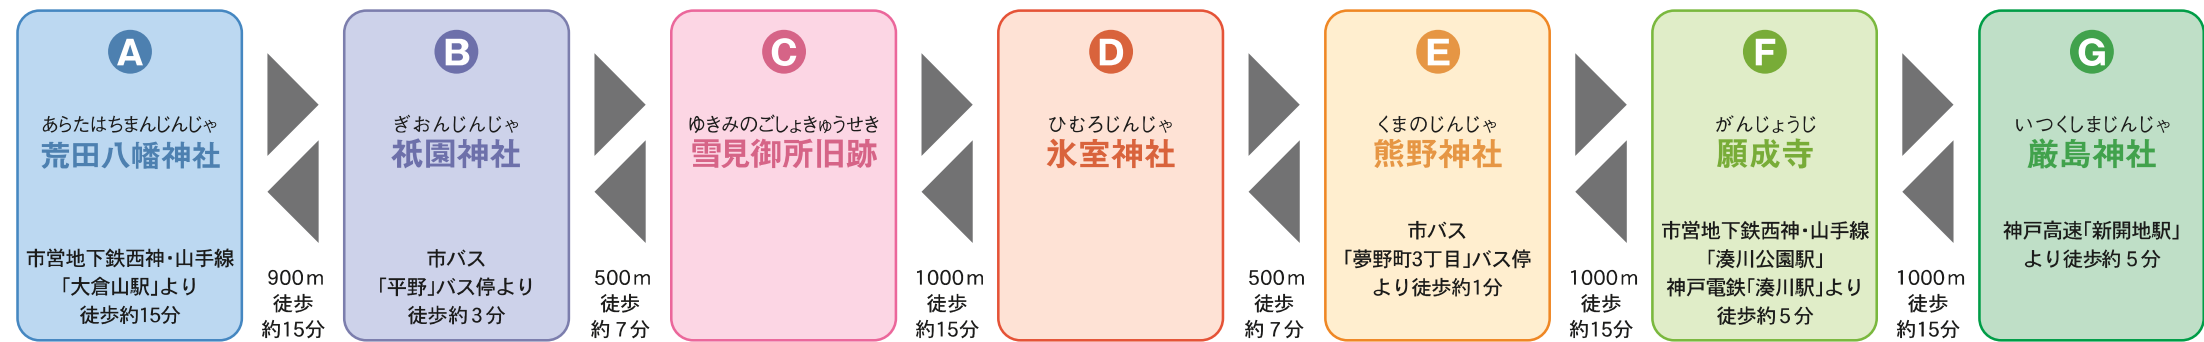 A
あらたはちまんじんじゃ
荒田八幡神社
市営地下鉄西神・山手線
「大倉山駅」より
徒歩約15分
900m
徒歩
約15分
B
ぎおんじんじゃ
祇園神社
市バス
「平野」バス停より
徒歩約3分
500m
徒歩
約7分
C
ゆきみのごしょきゅうせき
雪見御所旧跡
1000m
徒歩
約15分
D
ひむろじんじゃ
氷室神社
500m
徒歩
約7分
E
くまのじんじゃ
熊野神社
市バス
「夢野町3丁目」バス停
より徒歩約1分
1000m
徒歩
約15分
F
がんじょうじ
願成寺
市営地下鉄西神・山手線
「湊川公園駅」
神戸電鉄「湊川駅」より
徒歩約5分
1000m
徒歩
約15分
G
いつくしまじんじゃ
厳島神社
神戸高速「新開地駅」
より徒歩約5分